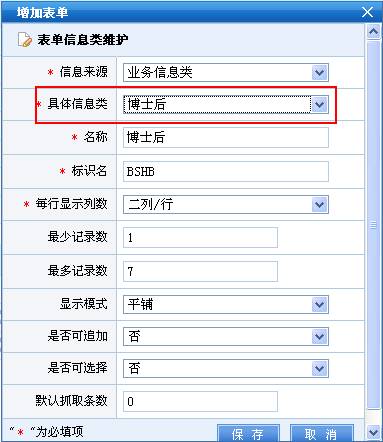 增加表单
表单信息类维护
* 信息来源 业务信息类
* 具体信息类 博士后
* 名称 博士后
* 标识名 BSHB
* 每行显示列数 二列/行
最少记录数 1
最多记录数 7
显示模式 平铺
是否可追加 否
是否可选择 否
默认抓取条数 0
“*”为必填项 保存 取消